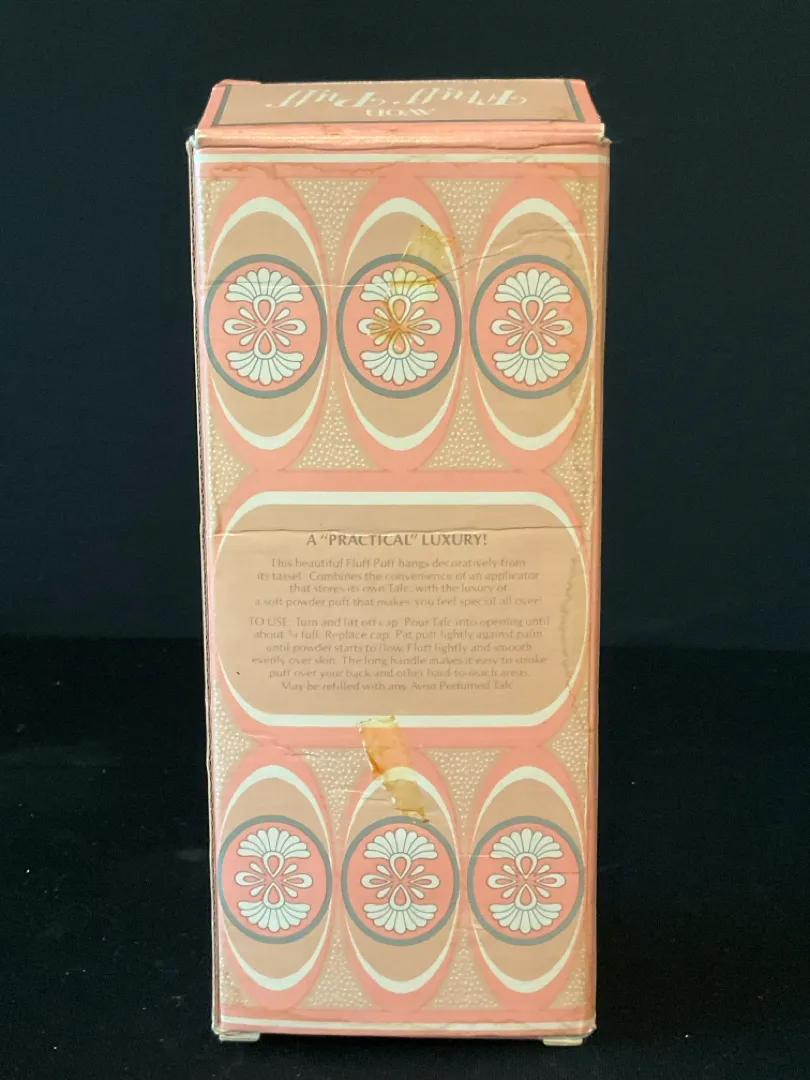 AVON
Fluff Puff
A "PRACTICAL" LUXURY!
This beautiful Fluff Puff hangs decoratively from
its tassel. Combines the convenience of an applicator
that stores its own Talc, with the luxury of
a soft powder puff that makes you feel special all over!
TO USE: Turn and lift off cap. Pour Talc into opening until
about ¾ full. Replace cap. Pat puff lightly against palm
until powder starts to flow. Fluff lightly and smooth
evenly over skin. The long handle makes it easy to stroke
puff over your back and other hard-to-reach areas.
May be refilled with any Avon Perfumed Talc.